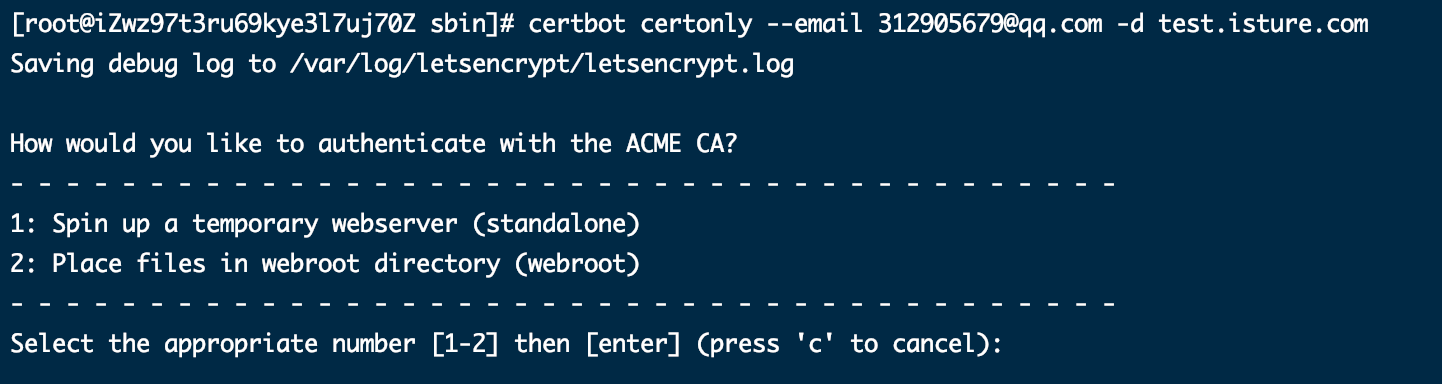 [root@iZwz97t3ru69kye3l7uj70Z sbin]# certbot certonly --email 312905679@qq.com -d test.isture.com
Saving debug log to /var/log/letsencrypt/letsencrypt.log
How would you like to authenticate with the ACME CA?
- - - - - - - - - - - - - - - - - - - - - - - - - - - - - - - - - - - - - - - -
1: Spin up a temporary webserver (standalone)
2: Place files in webroot directory (webroot)
- - - - - - - - - - - - - - - - - - - - - - - - - - - - - - - - - - - - - - - -
Select the appropriate number [1-2] then [enter] (press 'c' to cancel):